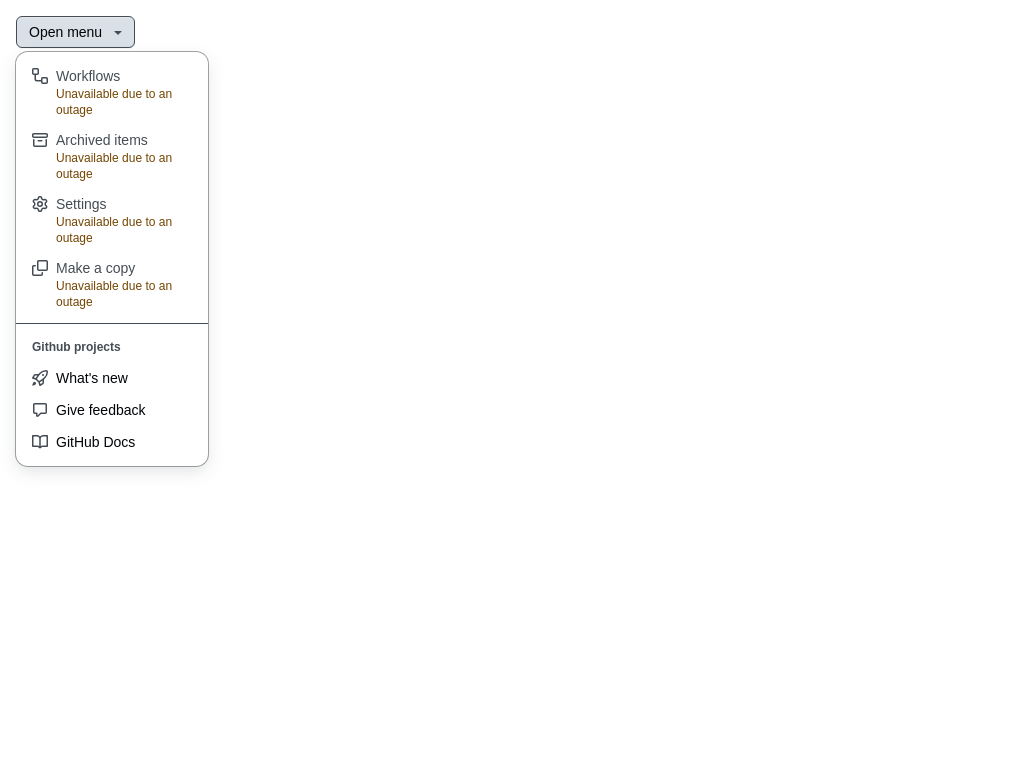 Open menu
Workflows
Unavailable due to an
outage
Archived items
Unavailable due to an
outage
Settings
Unavailable due to an
outage
Make a copy
Unavailable due to an
outage
Github projects
What's new
Give feedback
GitHub Docs